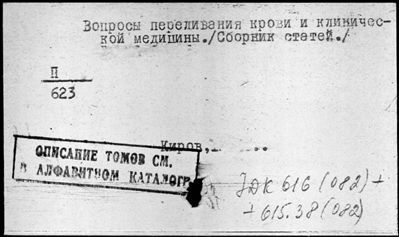 Вопросы переливания крови и клиничес-
кой медицины./Сборник статей./
П
623
Киров,
ОПИСАНИЕ ТОМОВ СМ.
В АЛФАВИТНОМ КАТАЛОГЕ
УДК 616(082) +
+ 615.38(082)